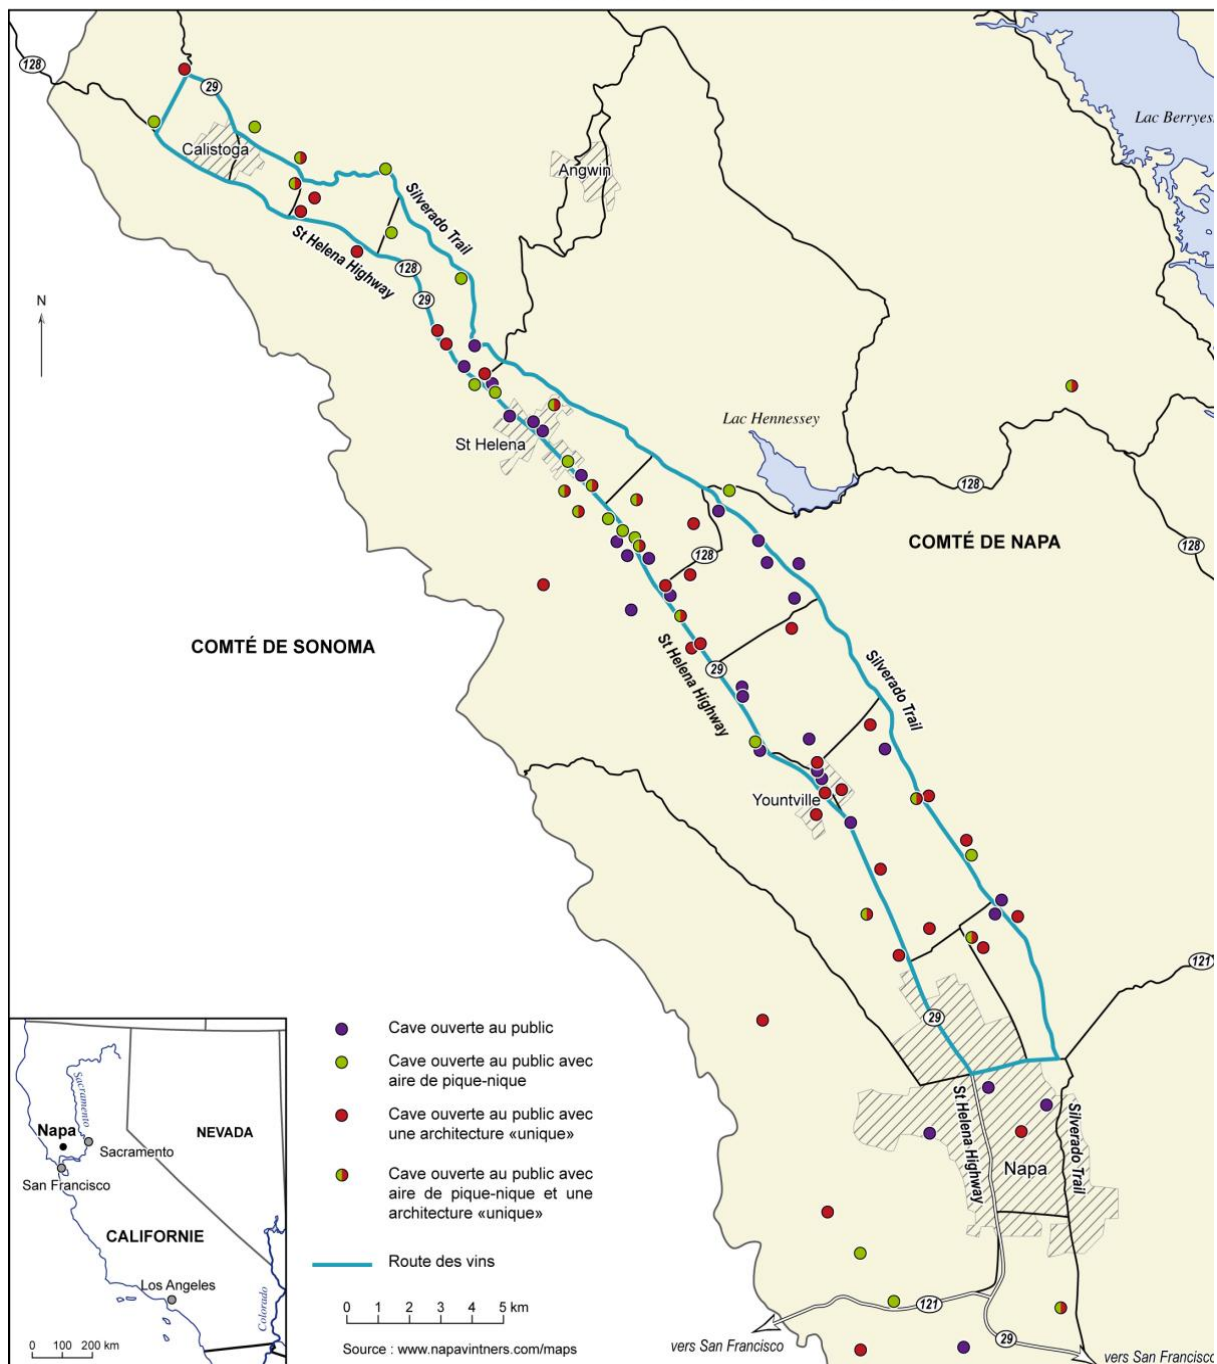 128
29
Lac Berryes
Calistoga
Angwin
Silverado Trail
St Helena Highway
128
29
N
Lac Hennessey
St Helena
128
COMTÉ DE NAPA
128
128
COMTÉ DE SONOMA
29
St Helena Highway
Silverado Trail
Yountville
121
29
St Helena Highway
Silverado Trail
Napa
121
29
vers San Francisco
vers San Francisco
Sacramento
Napa
NEVADA
Sacramento
San Francisco
CALIFORNIE
Los Angeles
Colorado
0 100 200 km
Cave ouverte au public
Cave ouverte au public avec
aire de pique-nique
Cave ouverte au public avec
une architecture «unique»
Cave ouverte au public avec
aire de pique-nique et une
architecture «unique»
Route des vins
0 1 2 3 4 5 km
Source : www.napavintners.com/maps